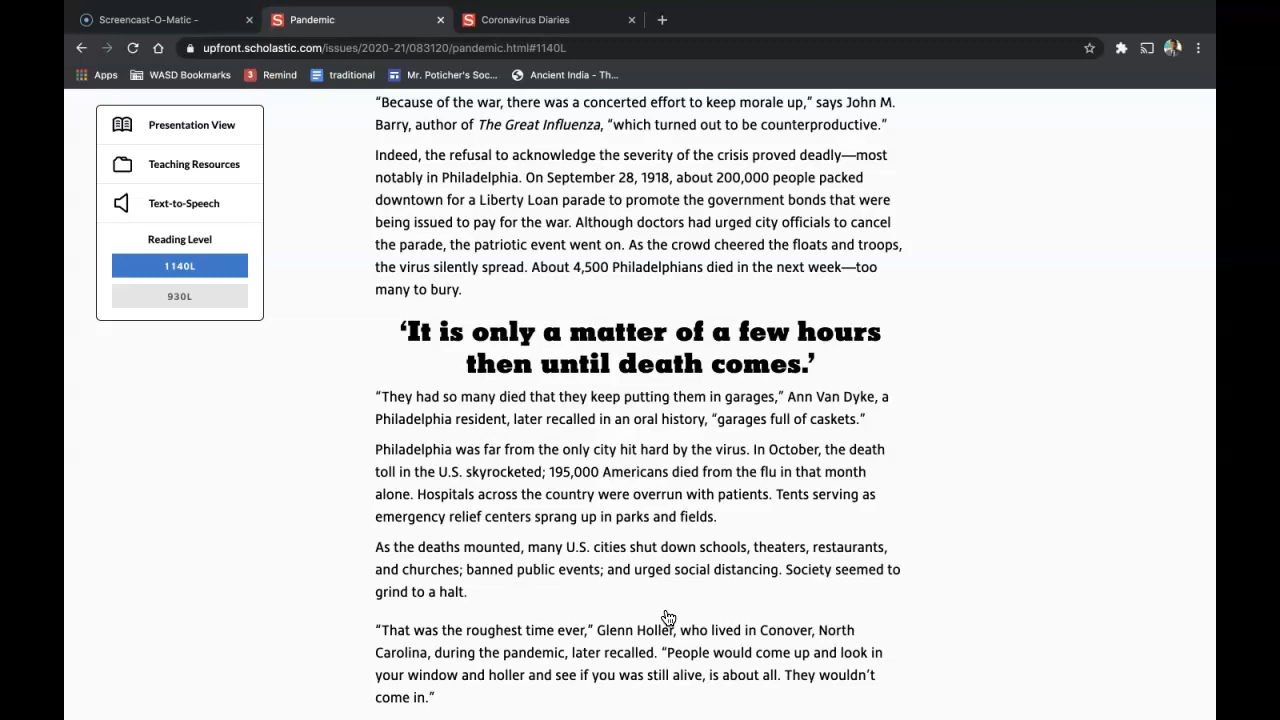 Screencast-O-Matic -
Pandemic
Coronavirus Diaries
upfront.scholastic.com/issues/2020-21/083120/pandemic.html#1140L
Apps
WASD Bookmarks
3 Remind
traditional
Mr. Poticher's Soc...
Ancient India - Th...
Presentation View
Teaching Resources
Text-to-Speech
Reading Level
1140L
930L
“Because of the war, there was a concerted effort to keep morale up,” says John M.
Barry, author of The Great Influenza, “which turned out to be counterproductive.”
Indeed, the refusal to acknowledge the severity of the crisis proved deadly—most
notably in Philadelphia. On September 28, 1918, about 200,000 people packed
downtown for a Liberty Loan parade to promote the government bonds that were
being issued to pay for the war. Although doctors had urged city officials to cancel
the parade, the patriotic event went on. As the crowd cheered the floats and troops,
the virus silently spread. About 4,500 Philadelphians died in the next week—too
many to bury.
‘It is only a matter of a few hours
then until death comes.’
“They had so many died that they keep putting them in garages,” Ann Van Dyke, a
Philadelphia resident, later recalled in an oral history, “garages full of caskets.”
Philadelphia was far from the only city hit hard by the virus. In October, the death
toll in the U.S. skyrocketed; 195,000 Americans died from the flu in that month
alone. Hospitals across the country were overrun with patients. Tents serving as
emergency relief centers sprang up in parks and fields.
As the deaths mounted, many U.S. cities shut down schools, theaters, restaurants,
and churches; banned public events; and urged social distancing. Society seemed to
grind to a halt.
“That was the roughest time ever,” Glenn Holler, who lived in Conover, North
Carolina, during the pandemic, later recalled. “People would come up and look in
your window and holler and see if you was still alive, is about all. They wouldn’t
come in.”